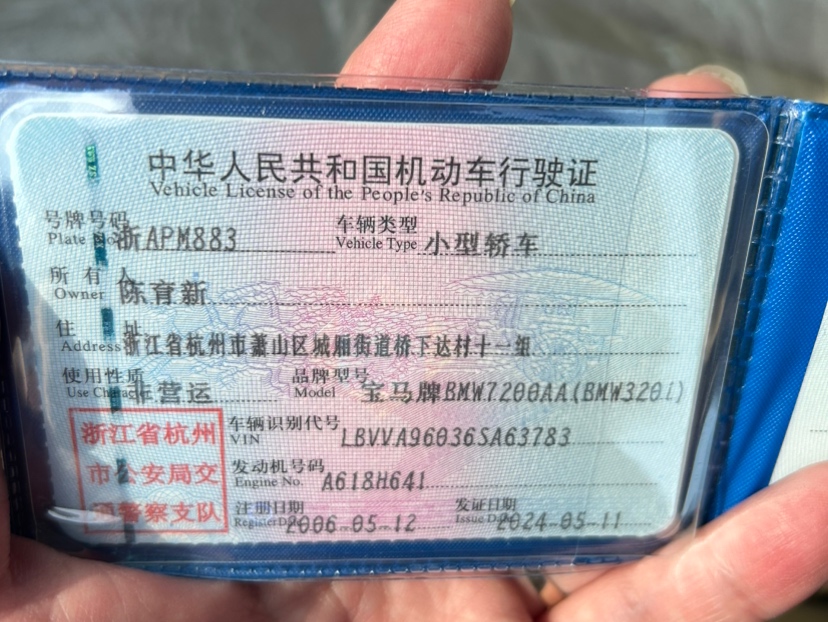 中华人民共和国机动车行驶证
Vehicle License of the People's Republic of China
号牌号码 浙APM883 车辆类型 小型轿车
Plate No. Vehicle Type
所有人 陈育新
Owner
住址 浙江省杭州市萧山区城厢街道桥下达村十一组
Address
使用性质 非营运 品牌型号 宝马牌BMW7200AA(BMW320i)
Use Character Model
浙江省杭州
市公安局交
通警察支队
车辆识别代号 LBVVA96036SA63783
VIN
发动机号码 A618H641
Engine No.
注册日期 2006-05-12 发证日期 2024-05-11
Register Date Issue Date